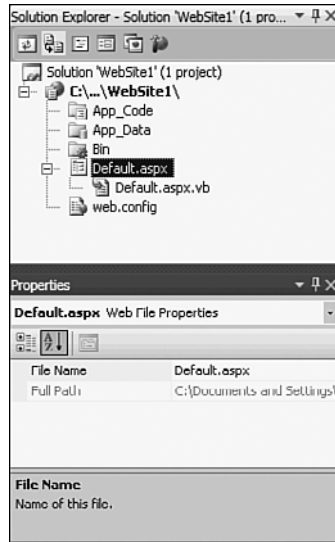 Solution Explorer - Solution 'WebSite1' (1 pro...
Solution 'WebSite1' (1 project)
C:\...\WebSite1\
App_Code
App_Data
Bin
Default.aspx
Default.aspx.vb
web.config
Properties
Default.aspx Web File Properties
File Name Default.aspx
Full Path C:\Documents and Settings\
File Name
Name of this file.